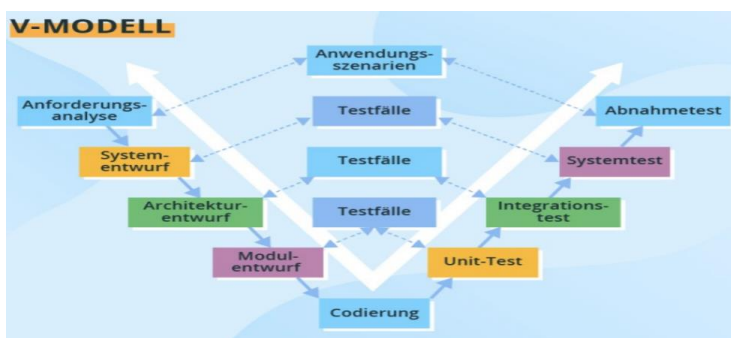 V-MODELL
Anwendungs-
szenarien
Anforderungs-
analyse
Testfälle
Abnahmetest
System-
entwurf
Testfälle
Systemtest
Architektur-
entwurf
Testfälle
Integrations-
test
Modul-
entwurf
Unit-Test
Codierung